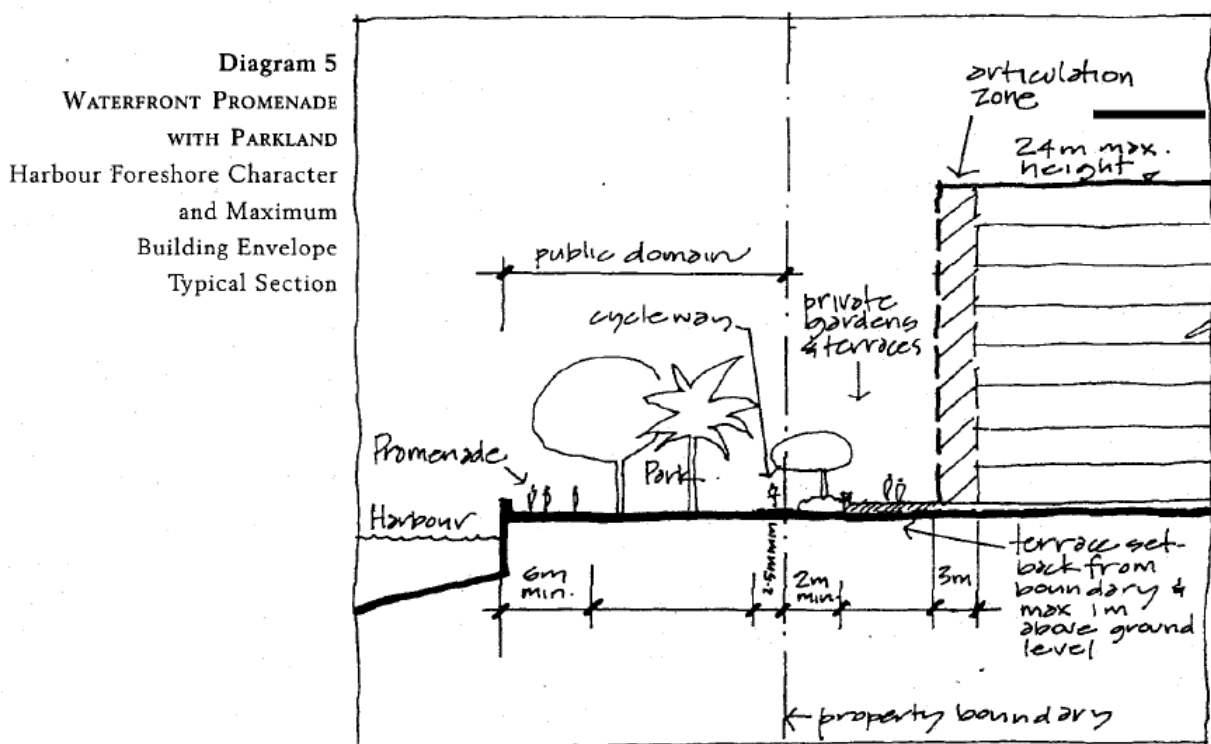 Diagram 5
WATERFRONT PROMENADE
WITH PARKLAND
Harbour Foreshore Character
and Maximum
Building Envelope
Typical Section
articulation
zone
24m max.
height
public domain
cycleway
private
gardens
& terraces
Promenade
Park
Harbour
6m
min.
2.5m min
2m
min.
3m
terrace set-
back from
boundary &
max 1m
above ground
level
property boundary